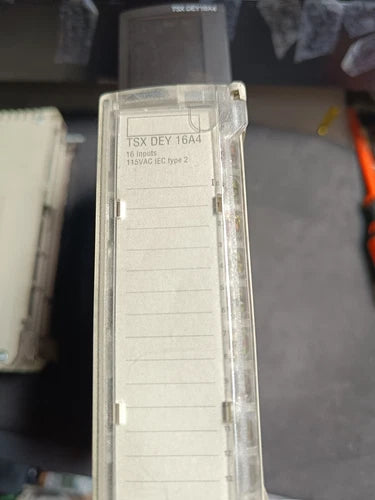 TSX DEY 16A4
TSX DEY 16A4
16 inputs
115VAC IEC type 2